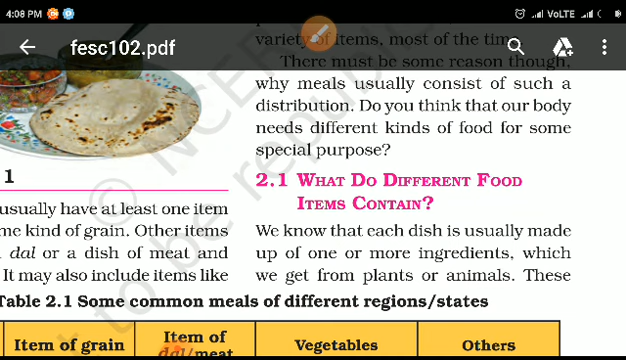 4:08 PM
VoLTE
fesc102.pdf
variety of items, most of the time.
There must be some reason though,
why meals usually consist of such a
distribution. Do you think that our body
needs different kinds of food for some
special purpose?
1
2.1 WHAT DO DIFFERENT FOOD
ITEMS CONTAIN?
usually have at least one item
me kind of grain. Other items
dal or a dish of meat and
It may also include items like
We know that each dish is usually made
up of one or more ingredients, which
we get from plants or animals. These
Table 2.1 Some common meals of different regions/states
Item of grain
Item of
dal/meat
Vegetables
Others